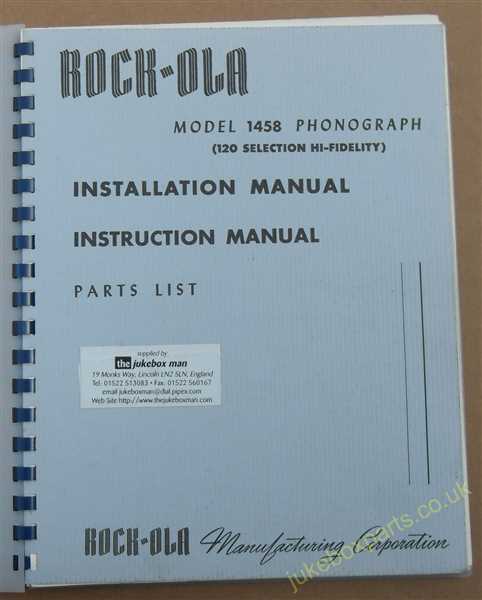 ROCK-OLA
MODEL 1458 PHONOGRAPH
(120 SELECTION HI-FIDELITY)
INSTALLATION MANUAL
INSTRUCTION MANUAL
PARTS LIST
supplied by
the jukebox man
19 Monks Way, Lincoln LN2 5LN, England
Tel: 01522 513083 • Fax: 01522 560167
email jukeboxman@dial.pipex.com
Web Site http://www.thejukeboxman.com
ROCK-OLA Manufacturing Corporation
jukebox-parts.co.uk